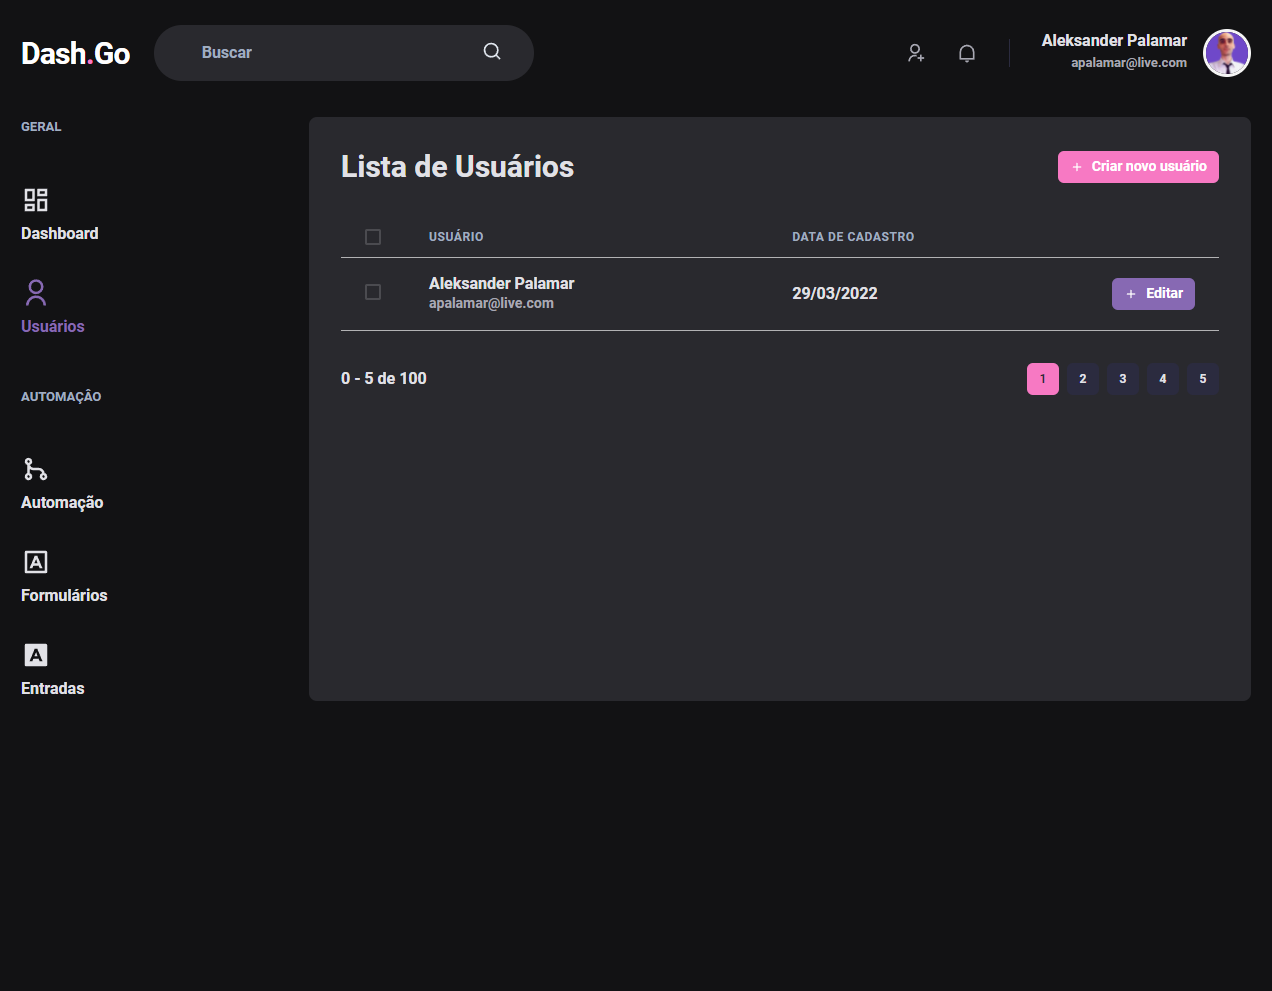 Dash.Go
Buscar
Aleksander Palamar
apalamar@live.com
GERAL
Dashboard
Usuários
AUTOMAÇÂO
Automação
Formulários
Entradas
Lista de Usuários
+ Criar novo usuário
USUÁRIO DATA DE CADASTRO
Aleksander Palamar
apalamar@live.com
29/03/2022
+ Editar
0 - 5 de 100
1 2 3 4 5